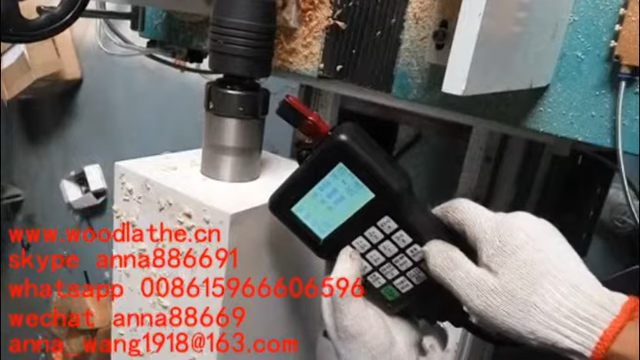 www.woodlathe.cn
skype anna886691
whatsapp 008615966606596
wechat anna88669
anna_wang1918@163.com